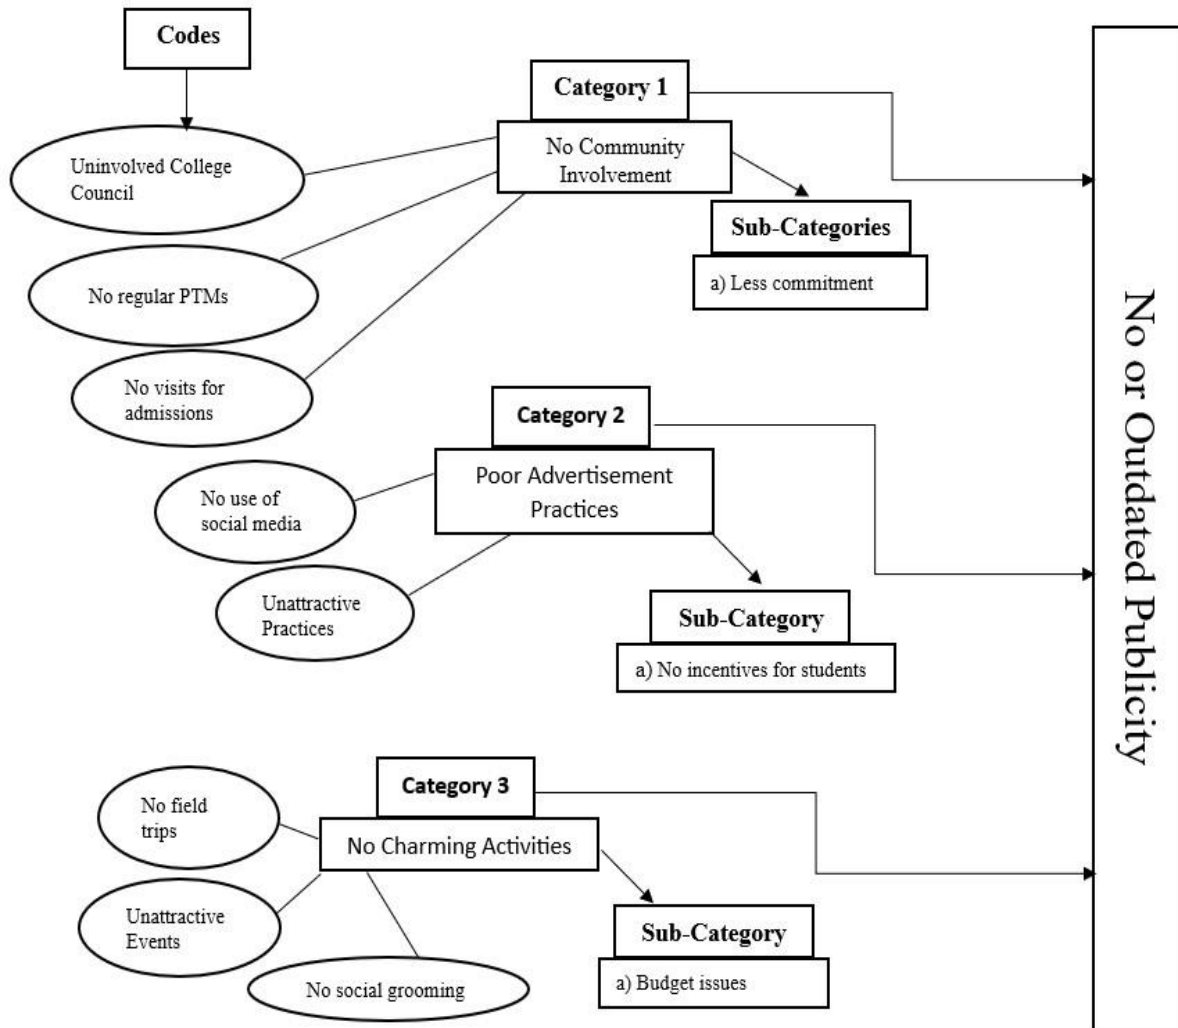 Codes
Category 1
Uninvolved College
Council
No Community
Involvement
Sub-Categories
a) Less commitment
No regular PTMs
No visits for
admissions
Category 2
Poor Advertisement
Practices
No use of
social media
Unattractive
Practices
Sub-Category
a) No incentives for students
Category 3
No field
trips
No Charming Activities
Unattractive
Events
Sub-Category
a) Budget issues
No social grooming
No or Outdated Publicity